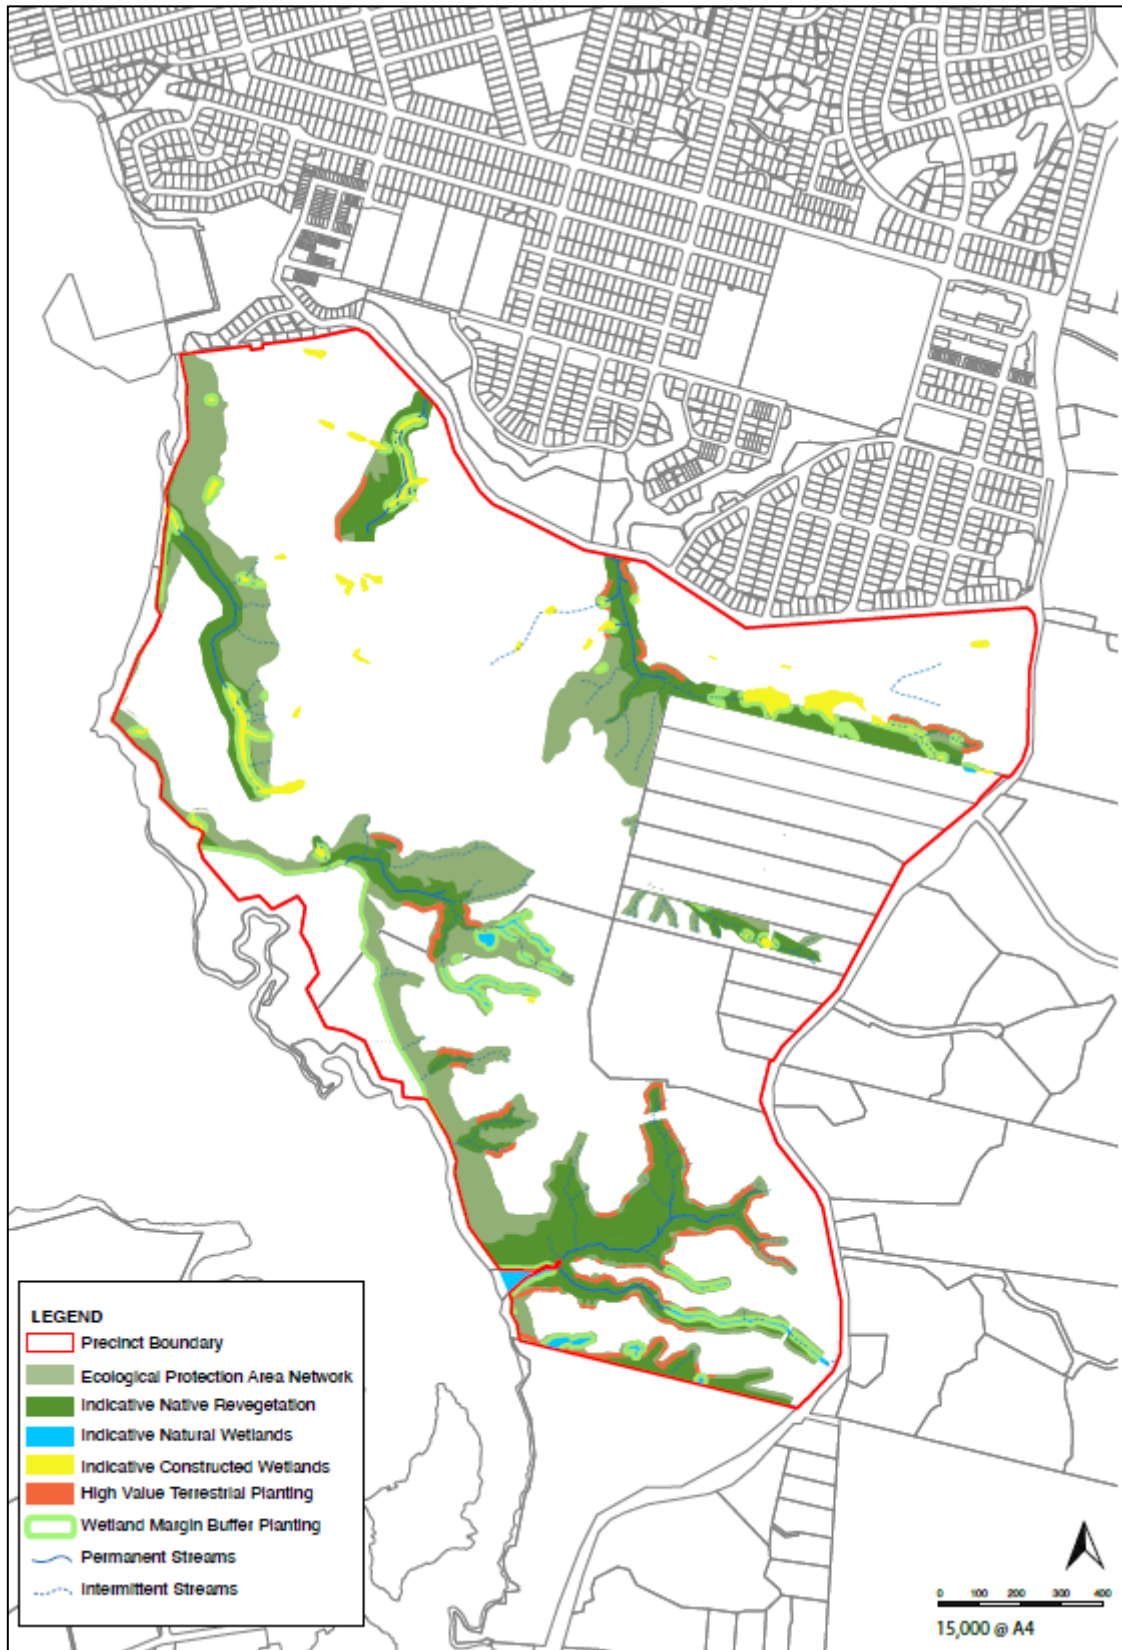 LEGEND
Precinct Boundary
Ecological Protection Area Network
Indicative Native Revegetation
Indicative Natural Wetlands
Indicative Constructed Wetlands
High Value Terrestrial Planting
Wetland Margin Buffer Planting
Permanent Streams
Intermittent Streams
0 100 200 300 400
15,000 @ A4